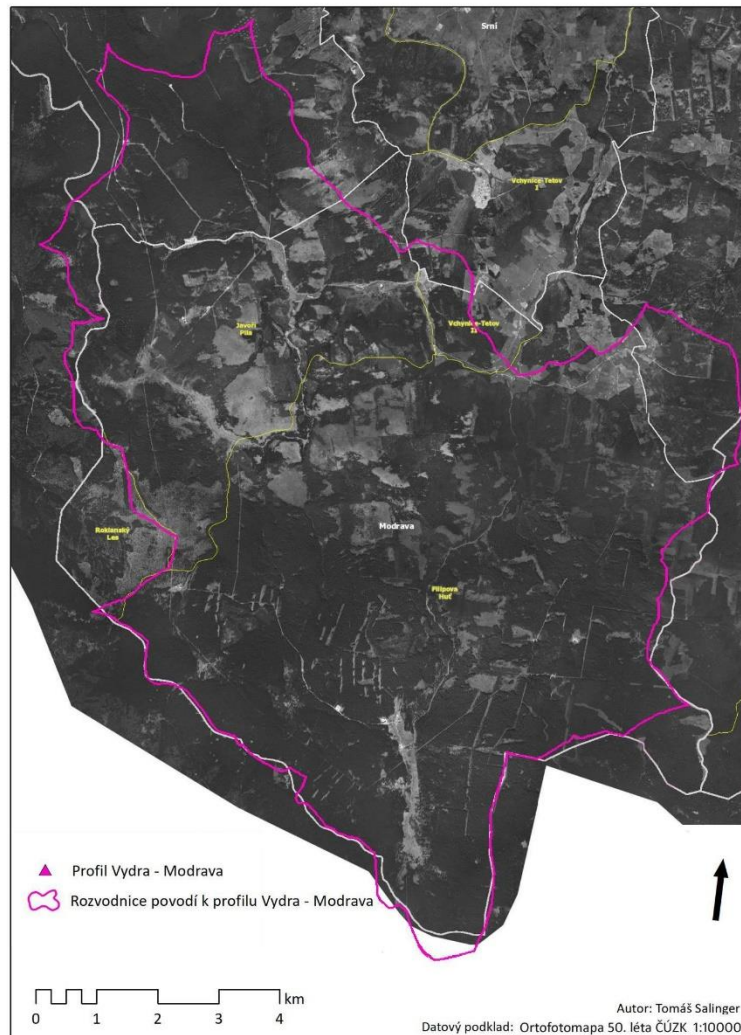 Srní
Vchynice-Tetov
I
Javoří
Pila
Vchynice-Tetov
II
Roklanský
Les
Modrava
Filipova
Huť
Profil Vydra - Modrava
Rozvodnice povodí k profilu Vydra - Modrava
km
0 1 2 3 4
Autor: Tomáš Salinger
Datový podklad: Ortofotomapa 50. léta ČÚZK 1:10000